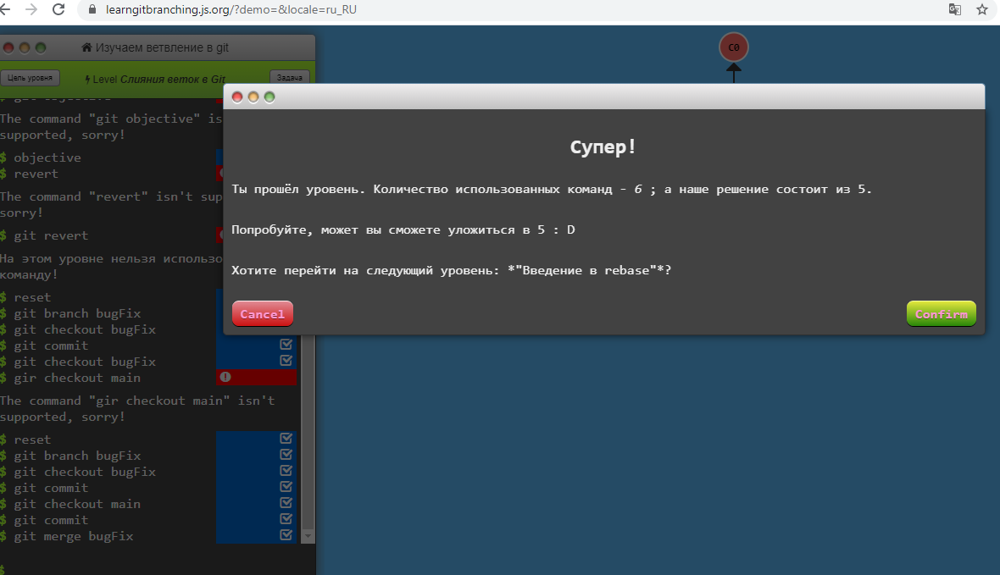 learngitbranching.js.org/?demo=&locale=ru_RU
Изучаем ветвление в git
C0
Цель уровня
Level Слияния веток в Git
Задача
$ git objective
The command "git objective" is
supported, sorry!
$ objective
$ revert
The command "revert" isn't sup
sorry!
$ git revert
На этом уровне нельзя использо
команду!
$ reset
$ git branch bugFix
$ git checkout bugFix
$ git commit
$ git checkout bugFix
$ gir checkout main
The command "gir checkout main" isn't
supported, sorry!
$ reset
$ git branch bugFix
$ git checkout bugFix
$ git commit
$ git checkout main
$ git commit
$ git merge bugFix
$
Супер!
Ты прошёл уровень. Количество использованных команд - 6 ; а наше решение состоит из 5.
Попробуйте, может вы сможете уложиться в 5 : D
Хотите перейти на следующий уровень: *"Введение в rebase"*?
Cancel
Confirm